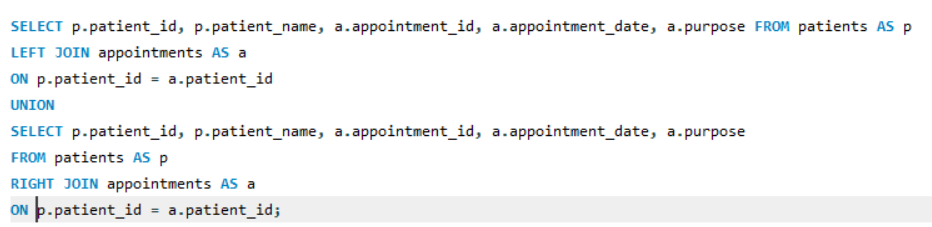 SELECT p.patient_id, p.patient_name, a.appointment_id, a.appointment_date, a.purpose FROM patients AS p
LEFT JOIN appointments AS a
ON p.patient_id = a.patient_id
UNION
SELECT p.patient_id, p.patient_name, a.appointment_id, a.appointment_date, a.purpose
FROM patients AS p
RIGHT JOIN appointments AS a
ON p.patient_id = a.patient_id;